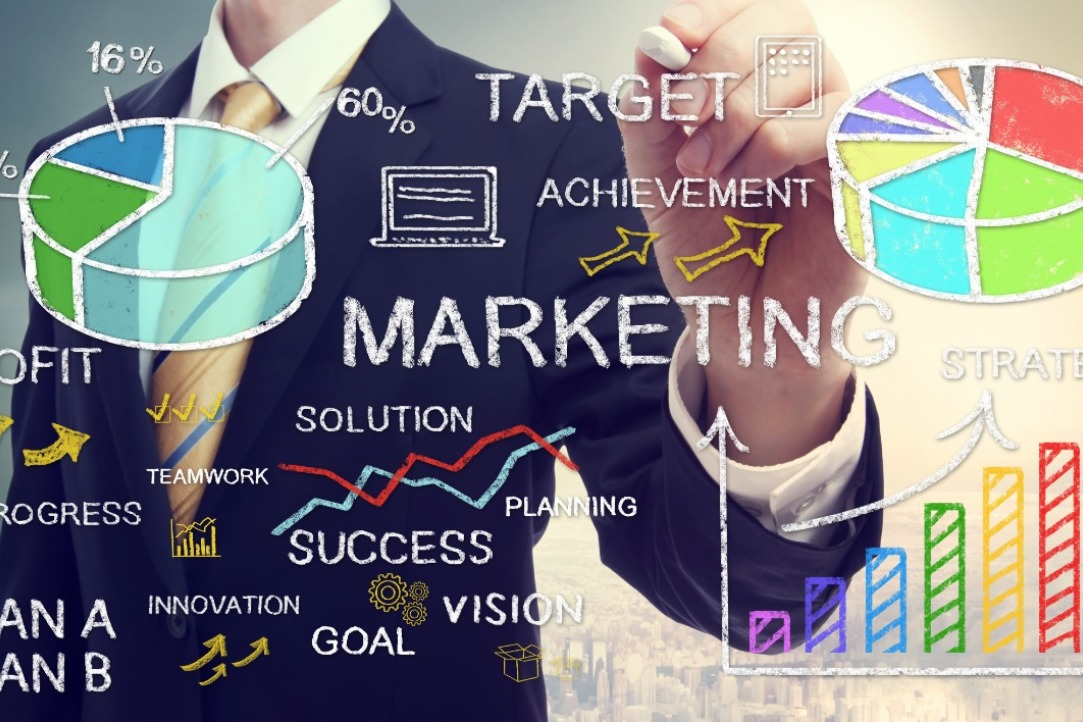 16%
60%
%
TARGET
ACHIEVEMENT
MARKETING
OFIT
STRATE
SOLUTION
TEAMWORK
PLANNING
ROGRESS
SUCCESS
INNOVATION
VISION
GOAL
AN A
AN B